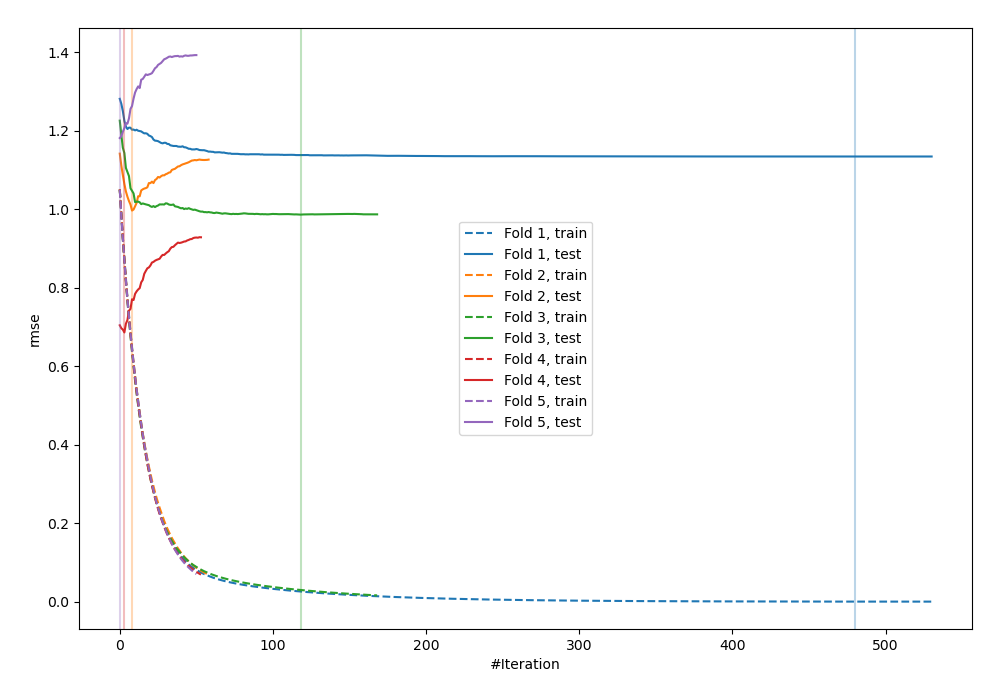 1.4
1.2
1.0
0.8
0.6
0.4
0.2
0.0
rmse
Fold 1, train
Fold 1, test
Fold 2, train
Fold 2, test
Fold 3, train
Fold 3, test
Fold 4, train
Fold 4, test
Fold 5, train
Fold 5, test
0 100 200 300 400 500
#Iteration